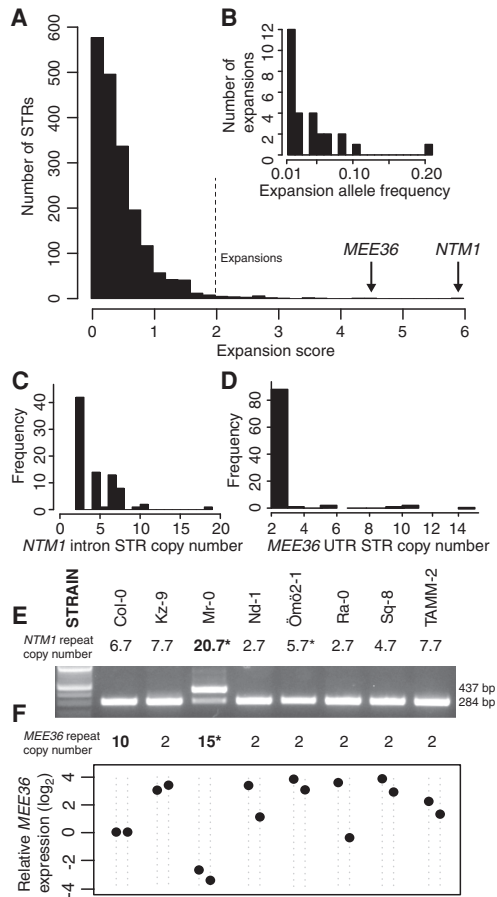 A
Number of STRs
0 100 200 300 400 500 600
0 1 2 3 4 5 6
Expansion score
Expansions
MEE36
NTM1
B
Number of
expansions
0 2 4 6 8 10 12
0.01 0.10 0.20
Expansion allele frequency
C
Frequency
0 10 20 30 40
0 5 10 15 20
NTM1 intron STR copy number
D
Frequency
0 20 40 60 80
2 4 6 8 10 14
MEE36 UTR STR copy number
E
STRAIN Col-0 Kz-9 Mr-0 Nd-1 Ömö2-1 Ra-0 Sq-8 TAMM-2
NTM1 repeat
copy number
6.7 7.7 20.7* 2.7 5.7* 2.7 4.7 7.7
437 bp
284 bp
F
MEE36 repeat
copy number
10 2 15* 2 2 2 2 2
Relative MEE36
expression (log2)
4 2 0 -2 -4